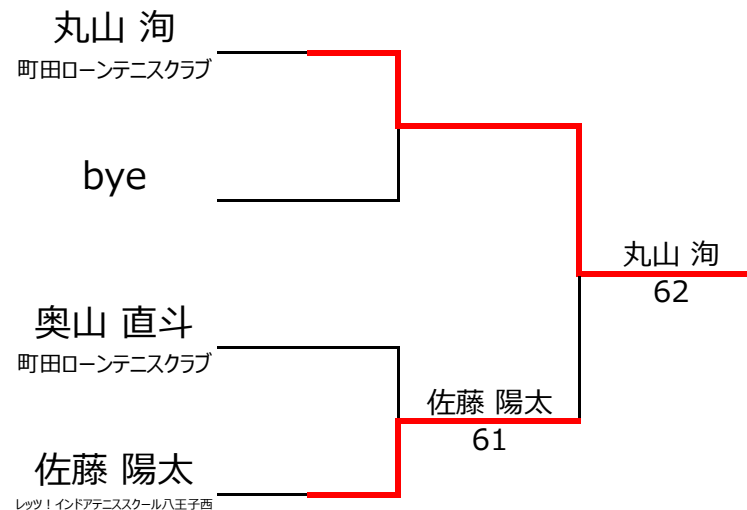 丸山 洵
町田ローンテニスクラブ
bye
丸山 洵
62
奥山 直斗
町田ローンテニスクラブ
佐藤 陽太
61
佐藤 陽太
レッツ！インドアテニススクール八王子西